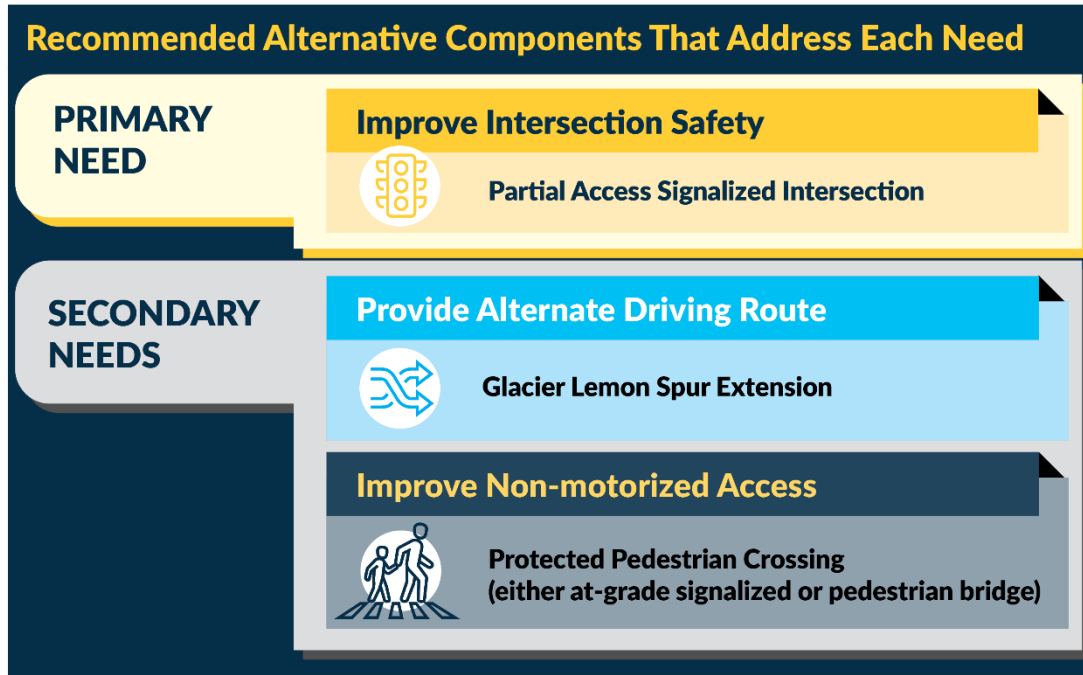 Recommended Alternative Components That Address Each Need
PRIMARY
NEED
Improve Intersection Safety
Partial Access Signalized Intersection
SECONDARY
NEEDS
Provide Alternate Driving Route
Glacier Lemon Spur Extension
Improve Non-motorized Access
Protected Pedestrian Crossing
(either at-grade signalized or pedestrian bridge)